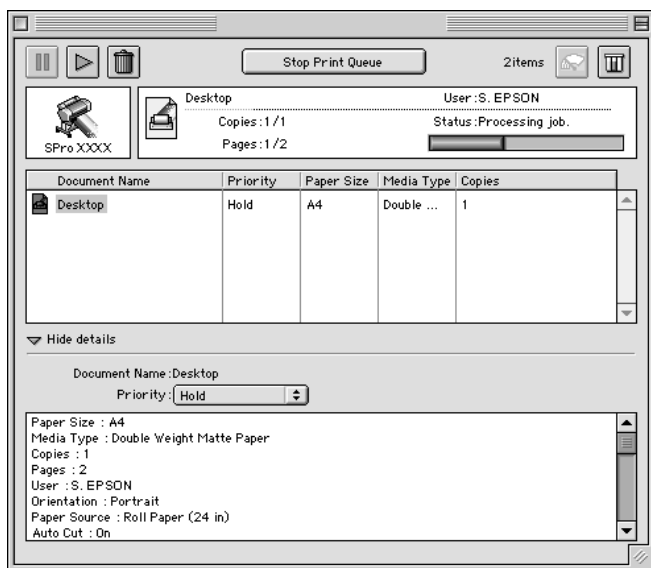 Stop Print Queue
2items
SPro XXXX
Desktop
User :S. EPSON
Copies :1/1
Status :Processing job.
Pages :1/2
Document Name Priority Paper Size Media Type Copies
Desktop Hold A4 Double ... 1
Hide details
Document Name :Desktop
Priority : Hold
Paper Size : A4
Media Type : Double Weight Matte Paper
Copies : 1
Pages : 2
User : S. EPSON
Orientation : Portrait
Paper Source : Roll Paper (24 in)
Auto Cut : On